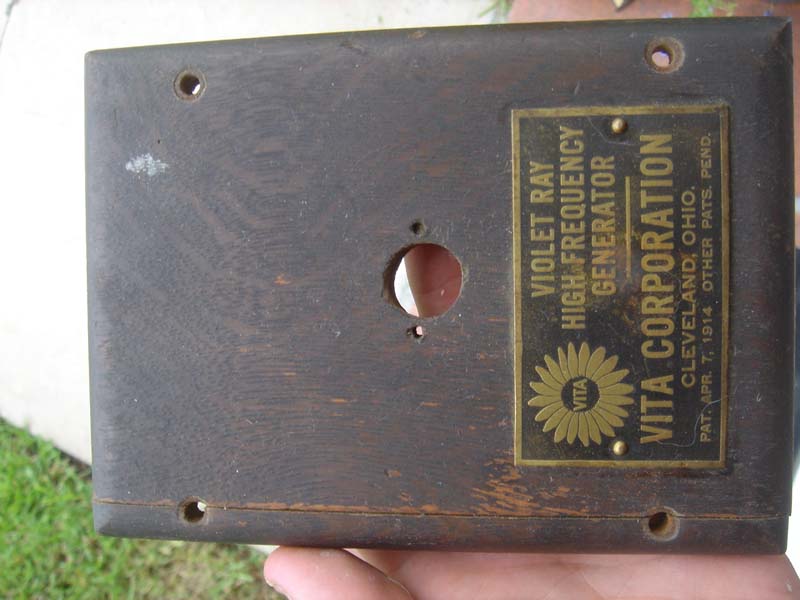 VITA
VIOLET RAY
HIGH FREQUENCY
GENERATOR
VITA CORPORATION
CLEVELAND, OHIO.
PAT. APR. 7, 1914 OTHER PATS. PEND.